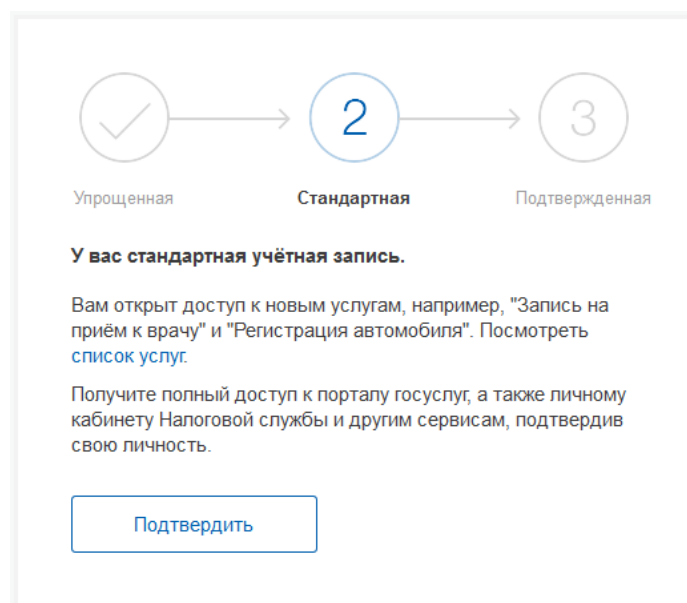 2
3
Упрощенная
Стандартная
Подтвержденная
У вас стандартная учётная запись.
Вам открыт доступ к новым услугам, например, "Запись на
приём к врачу" и "Регистрация автомобиля". Посмотреть
список услуг.
Получите полный доступ к порталу госуслуг, а также личному
кабинету Налоговой службы и другим сервисам, подтвердив
свою личность.
Подтвердить